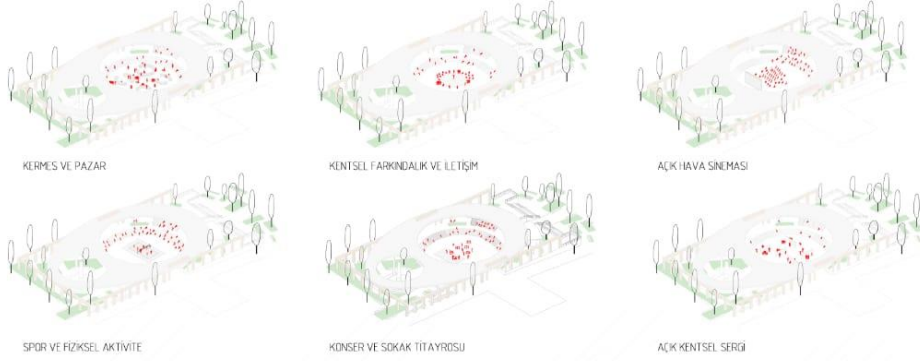 KERMES VE PAZAR
KENTSEL FARKINDALIK VE İLETİŞİM
AÇIK HAVA SİNEMASI
SPOR VE FİZİKSEL AKTİVİTE
KONSER VE SOKAK TİTAYROSU
AÇIK KENTSEL SERGİ